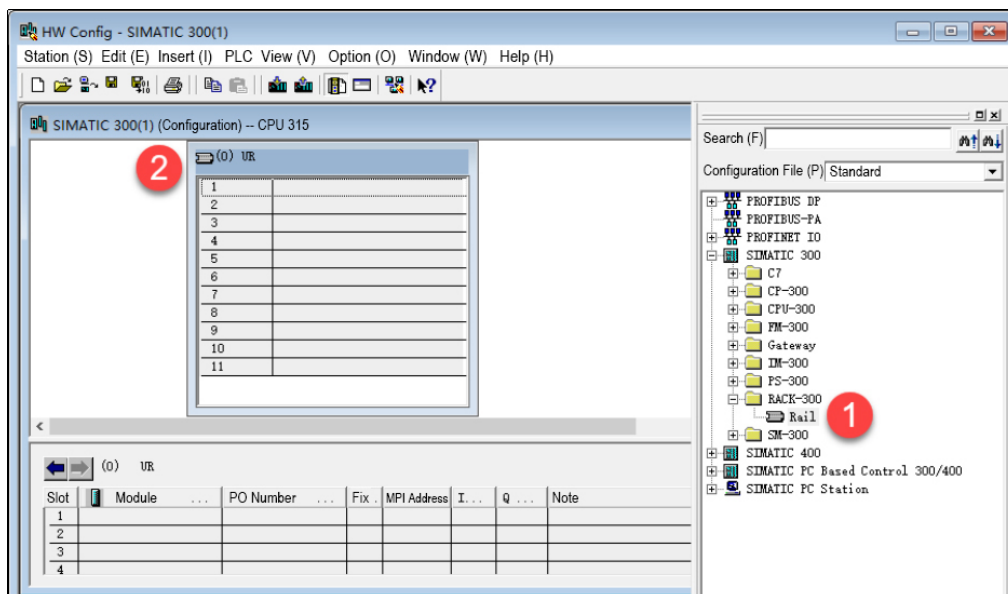 HW Config - SIMATIC 300(1)
Station (S) Edit (E) Insert (I) PLC View (V) Option (O) Window (W) Help (H)
SIMATIC 300(1) (Configuration) -- CPU 315
2
(0) UR
1
2
3
4
5
6
7
8
9
10
11
(0) UR
Slot Module ... PO Number ... Fix . MPI Address I... Q ... Note
1
2
3
4
Search (F)
Configuration File (P) Standard
PROFIBUS DP
PROFIBUS-PA
PROFINET IO
SIMATIC 300
C7
CP-300
CPU-300
FM-300
Gateway
IM-300
PS-300
RACK-300
Rail
1
SM-300
SIMATIC 400
SIMATIC PC Based Control 300/400
SIMATIC PC Station